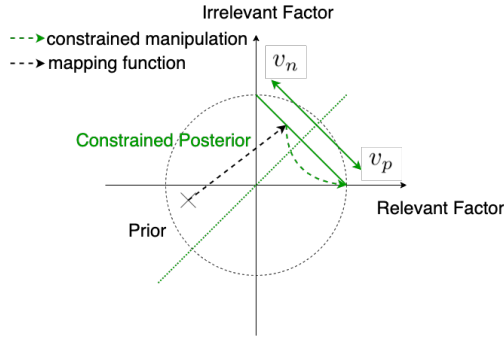 Irrelevant Factor
constrained manipulation
mapping function
v_n
Constrained Posterior
v_p
Relevant Factor
Prior